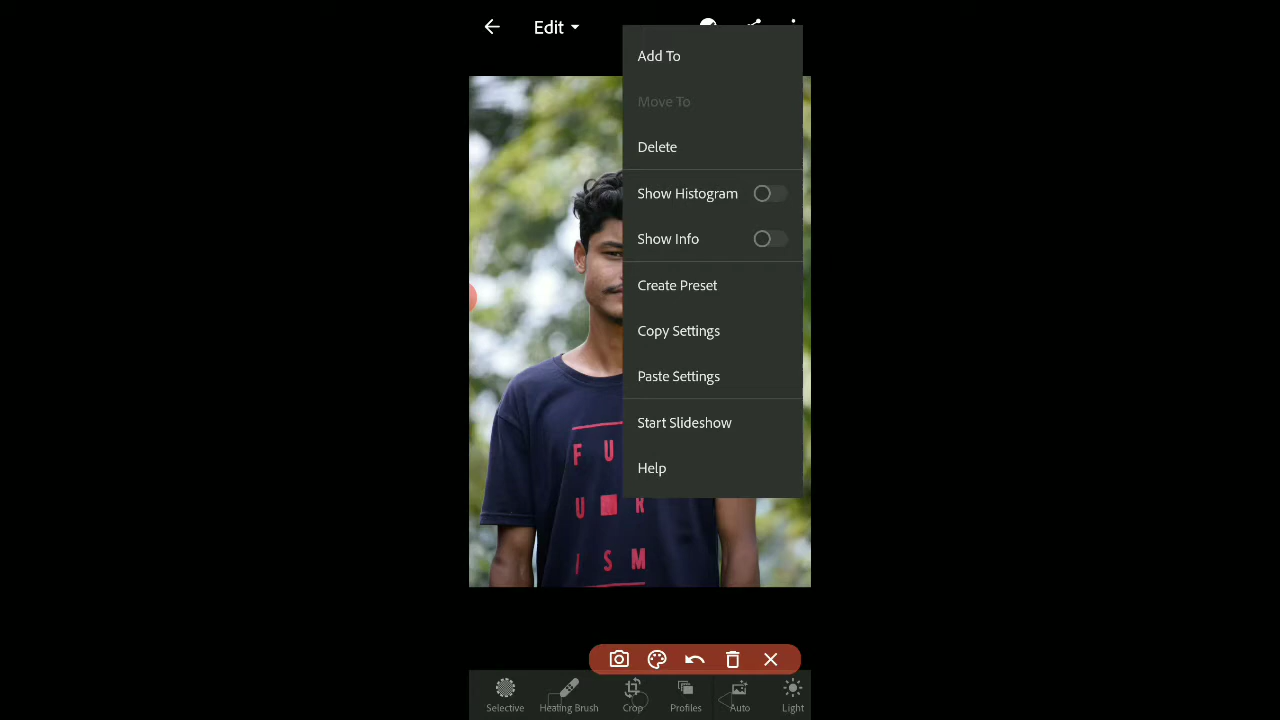 Edit
Add To
Move To
Delete
Show Histogram
Show Info
Create Preset
Copy Settings
Paste Settings
Start Slideshow
Help
F U
U R
I S M
Selective
Healing Brush
Crop
Profiles
Auto
Light